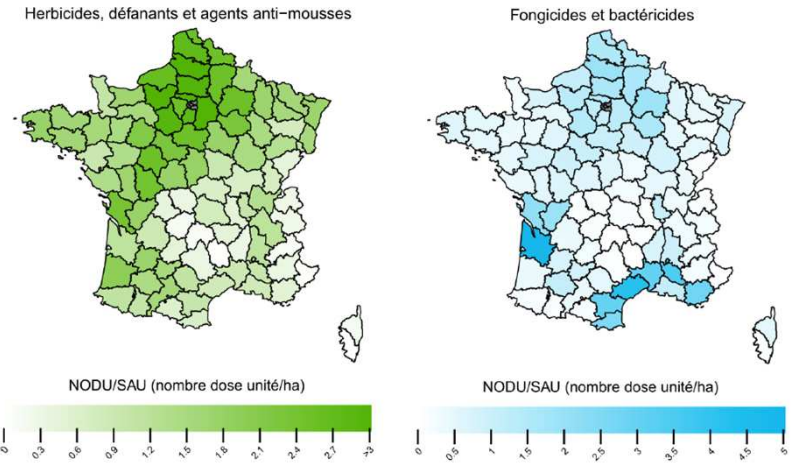 Herbicides, défanants et agents anti−mousses
Fongicides et bactéricides
NODU/SAU (nombre dose unité/ha)
0 0.3 0.6 0.9 1.2 1.5 1.8 2.1 2.4 2.7 >3
NODU/SAU (nombre dose unité/ha)
0 0.5 1 1.5 2 2.5 3 3.5 4 4.5 5